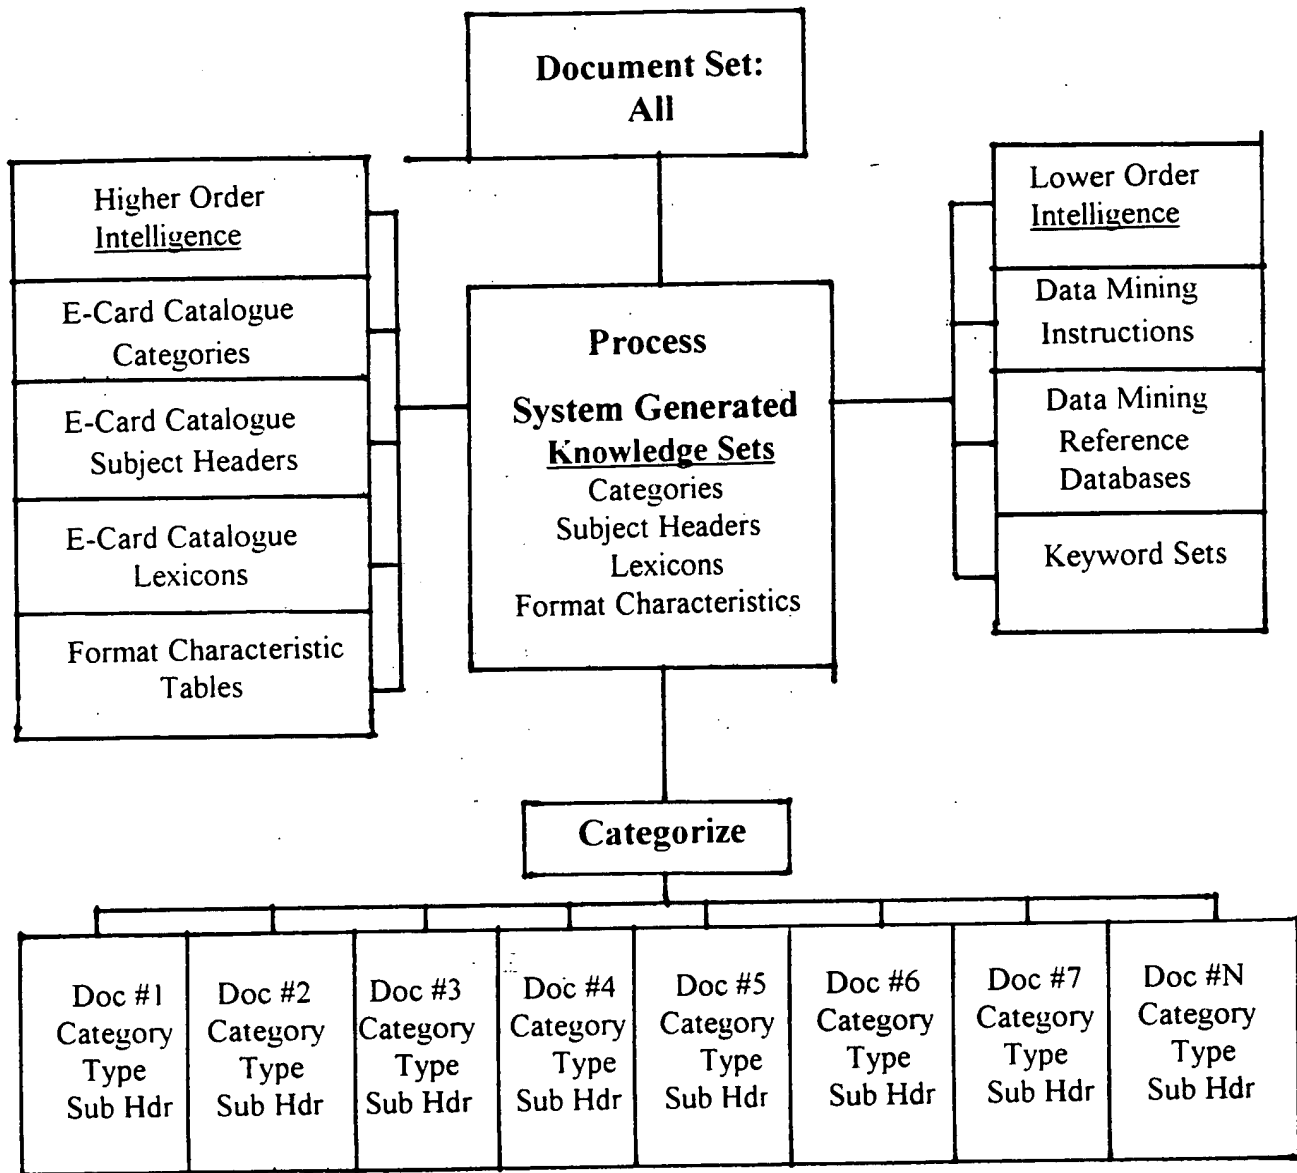 Document Set:
All
Higher Order
Intelligence
E-Card Catalogue
Categories
E-Card Catalogue
Subject Headers
E-Card Catalogue
Lexicons
Format Characteristic
Tables
Process
System Generated
Knowledge Sets
Categories
Subject Headers
Lexicons
Format Characteristics
Lower Order
Intelligence
Data Mining
Instructions
Data Mining
Reference
Databases
Keyword Sets
Categorize
Doc #1
Category
Type
Sub Hdr
Doc #2
Category
Type
Sub Hdr
Doc #3
Category
Type
Sub Hdr
Doc #4
Category
Type
Sub Hdr
Doc #5
Category
Type
Sub Hdr
Doc #6
Category
Type
Sub Hdr
Doc #7
Category
Type
Sub Hdr
Doc #N
Category
Type
Sub Hdr